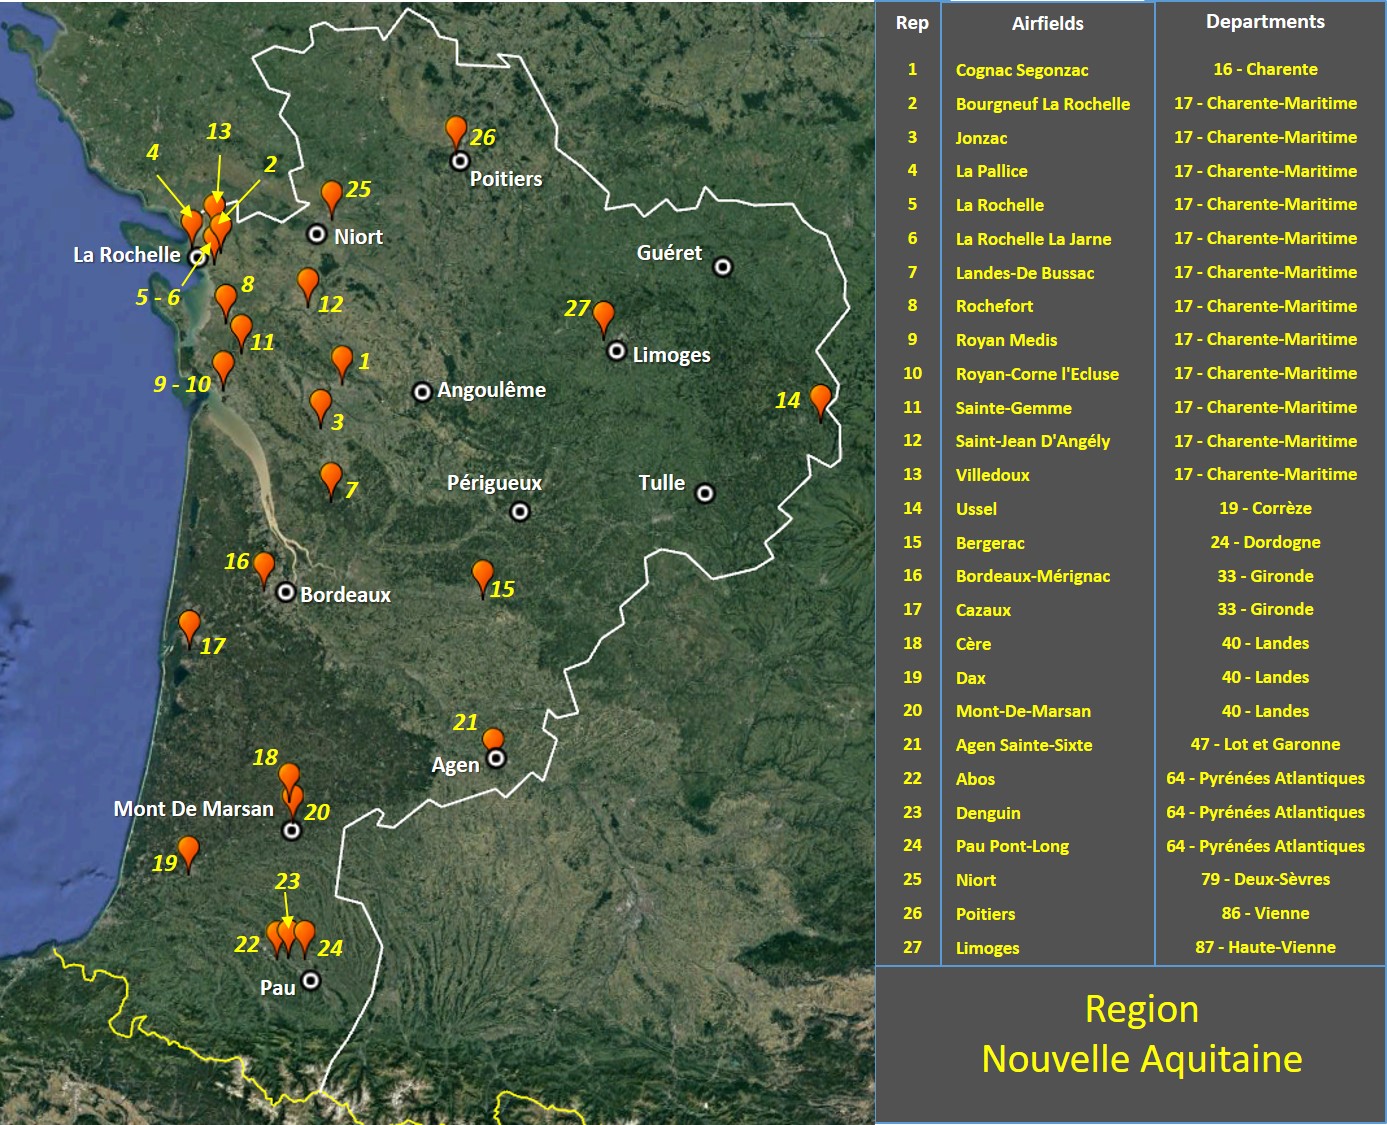 13
4
2
26
Poitiers
25
Niort
La Rochelle
Guéret
5 - 6
8
12
27
11
Limoges
1
9 - 10
Angoulême
14
3
Périgueux
Tulle
7
16
Bordeaux
15
17
21
Agen
18
Mont De Marsan
20
19
23
22
24
Pau
Rep Airfields Departments
1 Cognac Segonzac 16 - Charente
2 Bourgneuf La Rochelle 17 - Charente-Maritime
3 Jonzac 17 - Charente-Maritime
4 La Pallice 17 - Charente-Maritime
5 La Rochelle 17 - Charente-Maritime
6 La Rochelle La Jarne 17 - Charente-Maritime
7 Landes-De Bussac 17 - Charente-Maritime
8 Rochefort 17 - Charente-Maritime
9 Royan Medis 17 - Charente-Maritime
10 Royan-Corne l'Ecluse 17 - Charente-Maritime
11 Sainte-Gemme 17 - Charente-Maritime
12 Saint-Jean D'Angély 17 - Charente-Maritime
13 Villedoux 17 - Charente-Maritime
14 Ussel 19 - Corrèze
15 Bergerac 24 - Dordogne
16 Bordeaux-Mérignac 33 - Gironde
17 Cazaux 33 - Gironde
18 Cère 40 - Landes
19 Dax 40 - Landes
20 Mont-De-Marsan 40 - Landes
21 Agen Sainte-Sixte 47 - Lot et Garonne
22 Abos 64 - Pyrénées Atlantiques
23 Denguin 64 - Pyrénées Atlantiques
24 Pau Pont-Long 64 - Pyrénées Atlantiques
25 Niort 79 - Deux-Sèvres
26 Poitiers 86 - Vienne
27 Limoges 87 - Haute-Vienne
Region
Nouvelle Aquitaine